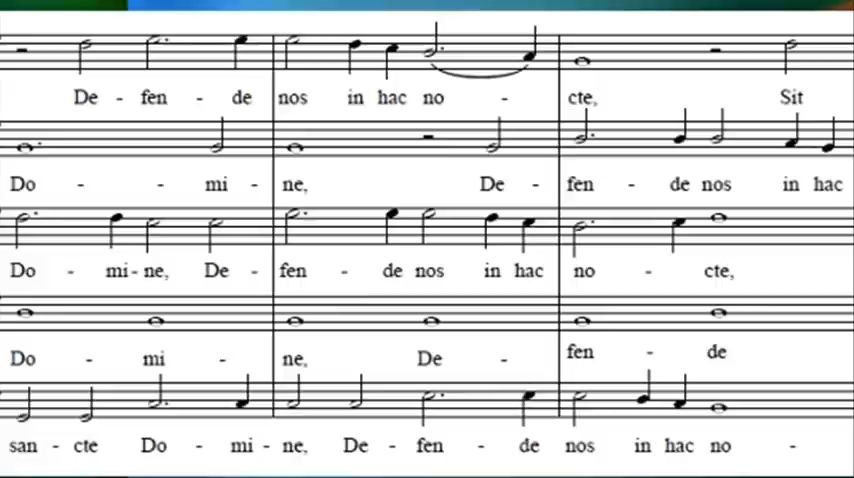 De - fen - de nos in hac no - cte, Sit
Do - - mi - ne, De - fen - de nos in hac
Do - mi - ne, De - fen - de nos in hac no - cte,
Do - mi - ne, De - fen - de
san - cte Do - mi - ne, De - fen - de nos in hac no -